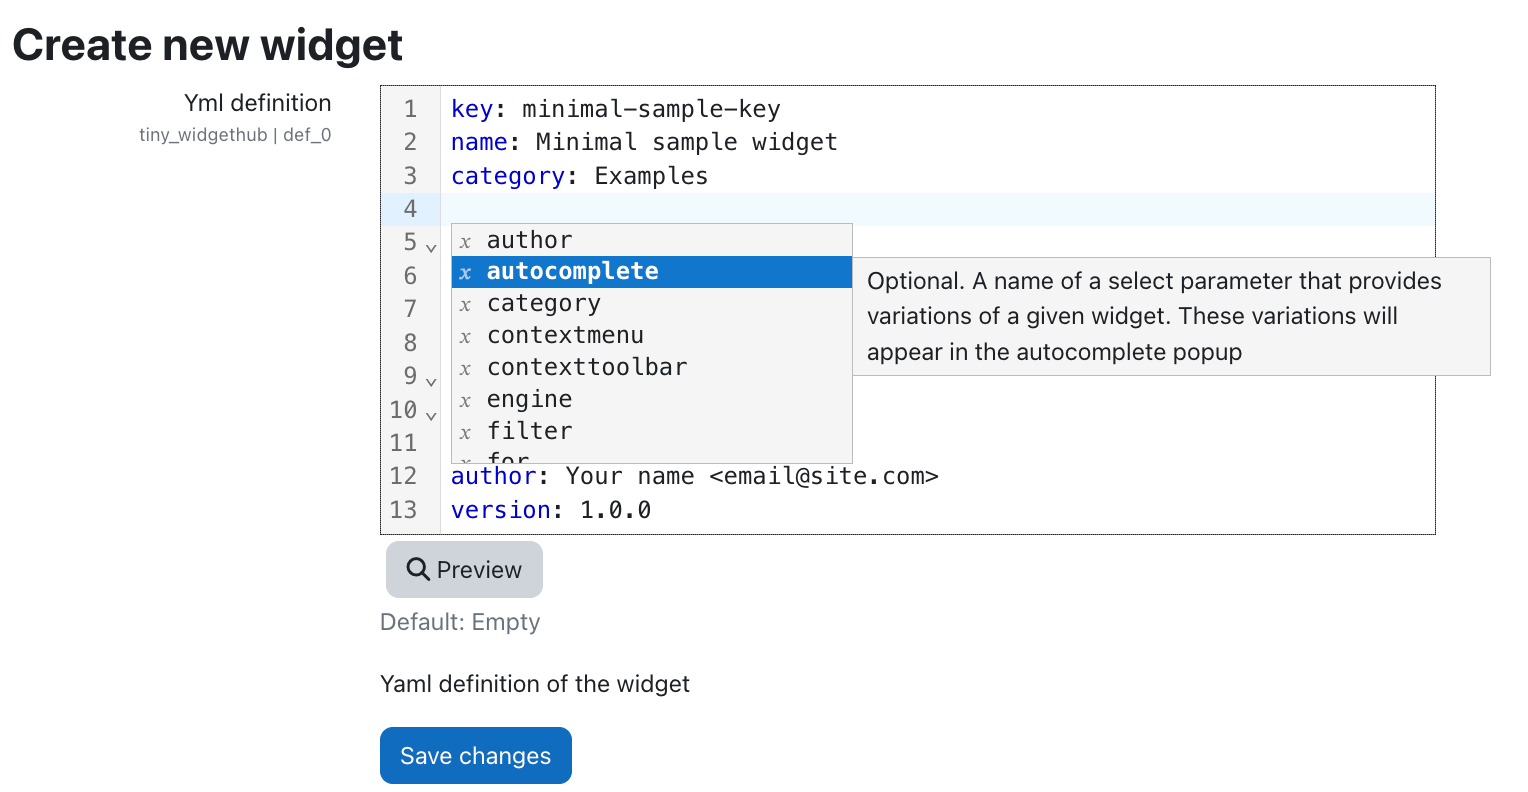 Create new widget
Yml definition
tiny_widgethub | def_0
1 key: minimal-sample-key
2 name: Minimal sample widget
3 category: Examples
4
5
6
7
8
9
10
11
x author
x autocomplete
x category
x contextmenu
x contexttoolbar
x engine
x filter
x for
Optional. A name of a select parameter that provides
variations of a given widget. These variations will
appear in the autocomplete popup
12 author: Your name <email@site.com>
13 version: 1.0.0
Preview
Default: Empty
Yaml definition of the widget
Save changes